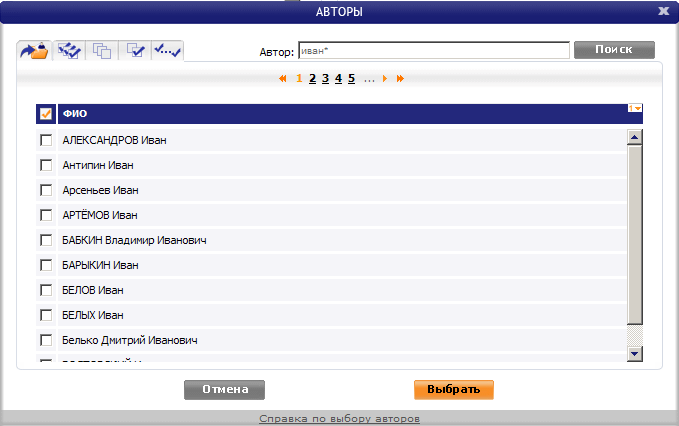 АВТОРЫ
Автор: иван* Поиск
1 2 3 4 5 ...
ФИО
АЛЕКСАНДРОВ Иван
Антипин Иван
Арсеньев Иван
АРТЁМОВ Иван
БАБКИН Владимир Иванович
БАРЫКИН Иван
БЕЛОВ Иван
БЕЛЫХ Иван
Белько Дмитрий Иванович
Отмена Выбрать
Справка по выбору авторов